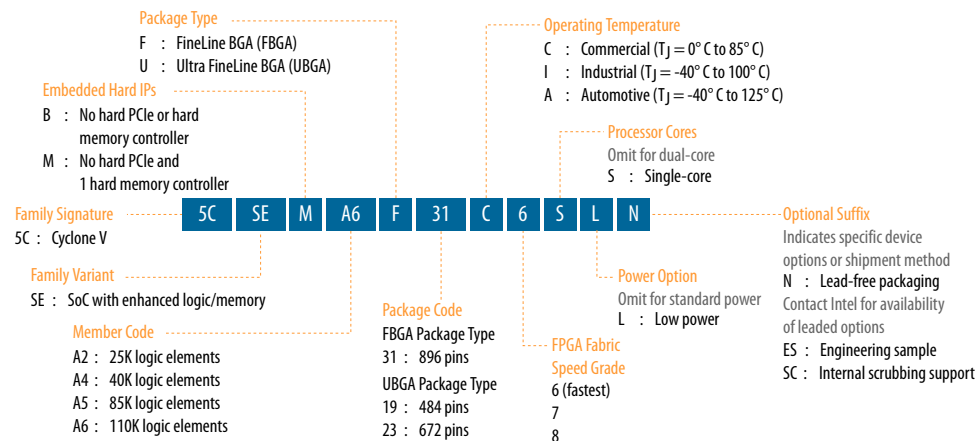 Package Type
F : FineLine BGA (FBGA)
U : Ultra FineLine BGA (UBGA)
Operating Temperature
C : Commercial (TJ = 0° C to 85° C)
I : Industrial (TJ = -40° C to 100° C)
A : Automotive (TJ = -40° C to 125° C)
Embedded Hard IPs
B : No hard PCIe or hard
memory controller
M : No hard PCIe and
1 hard memory controller
Processor Cores
Omit for dual-core
S : Single-core
5C SE M A6 F 31 C 6 S L N
Family Signature
5C : Cyclone V
Family Variant
SE : SoC with enhanced logic/memory
Member Code
A2 : 25K logic elements
A4 : 40K logic elements
A5 : 85K logic elements
A6 : 110K logic elements
Package Code
FBGA Package Type
31 : 896 pins
UBGA Package Type
19 : 484 pins
23 : 672 pins
FPGA Fabric
Speed Grade
6 (fastest)
7
8
Power Option
Omit for standard power
L : Low power
Optional Suffix
Indicates specific device
options or shipment method
N : Lead-free packaging
Contact Intel for availability
of leaded options
ES : Engineering sample
SC : Internal scrubbing support